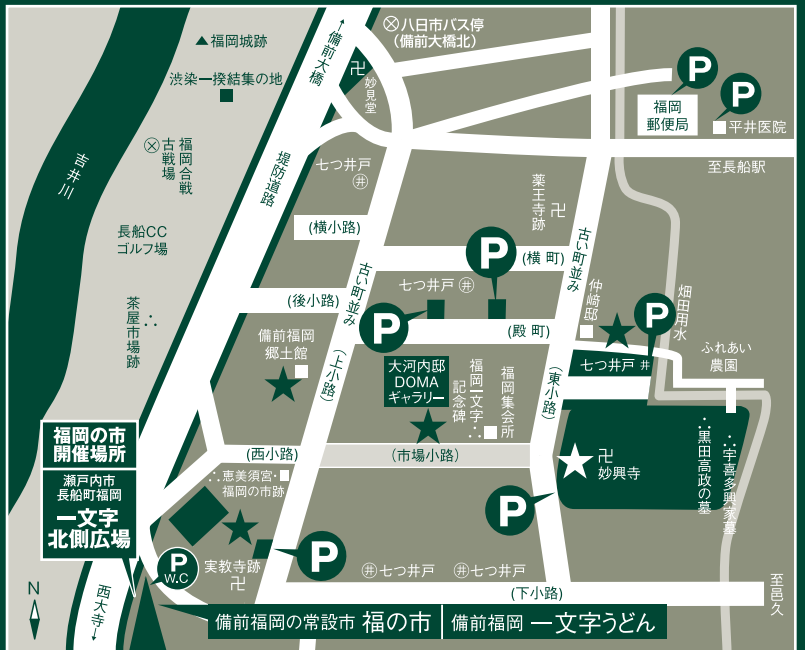 八日市バス停
(備前大橋北)
▲福岡城跡
↑備前大橋
卍
妙見堂
渋染一揆結集の地
P
P
福岡
郵便局
平井医院
至長船駅
福岡合戦
古戦場
吉井川
堤防道路
七つ井戸
井
薬王寺跡
卍
長船CC
ゴルフ場
(横小路)
P
(横 町)
古い町並み
古い町並み
仲﨑邸
畑田用水
七つ井戸 井
(後小路)
茶屋市場跡
P
P
(殿 町)
備前福岡
郷土館
(上小路)
大河内邸
DOMA
ギャラリー
福岡一文字
記念碑
福岡集会所
(東小路)
七つ井戸 井
ふれあい
農園
福岡の市
開催場所
瀬戸内市
長船町福岡
一文字
北側広場
(西小路)
(市場小路)
恵美須宮・
福岡の市跡
卍
妙興寺
黒田高政の墓
宇喜多興家墓
P
P
実教寺跡
卍
P
W.C
井七つ井戸
井七つ井戸
(下小路)
至邑久
N
西大寺→
備前福岡の常設市 福の市
備前福岡 一文字うどん